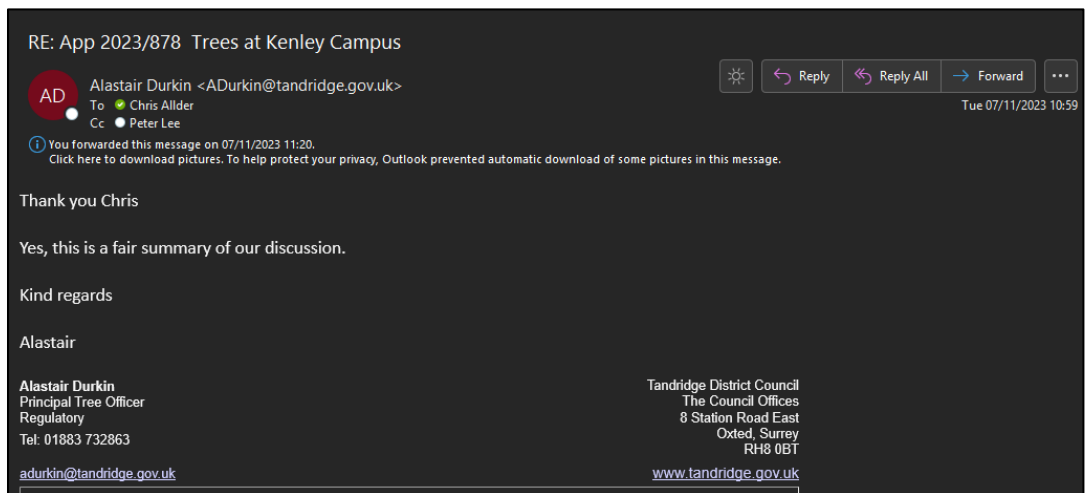 RE: App 2023/878 Trees at Kenley Campus
AD
Alastair Durkin <ADurkin@tandridge.gov.uk>
To Chris Allder
Cc Peter Lee
Reply
Reply All
Forward
Tue 07/11/2023 10:59
You forwarded this message on 07/11/2023 11:20.
Click here to download pictures. To help protect your privacy, Outlook prevented automatic download of some pictures in this message.
Thank you Chris
Yes, this is a fair summary of our discussion.
Kind regards
Alastair
Alastair Durkin
Principal Tree Officer
Regulatory
Tel: 01883 732863
adurkin@tandridge.gov.uk
Tandridge District Council
The Council Offices
8 Station Road East
Oxted, Surrey
RH8 0BT
www.tandridge.gov.uk